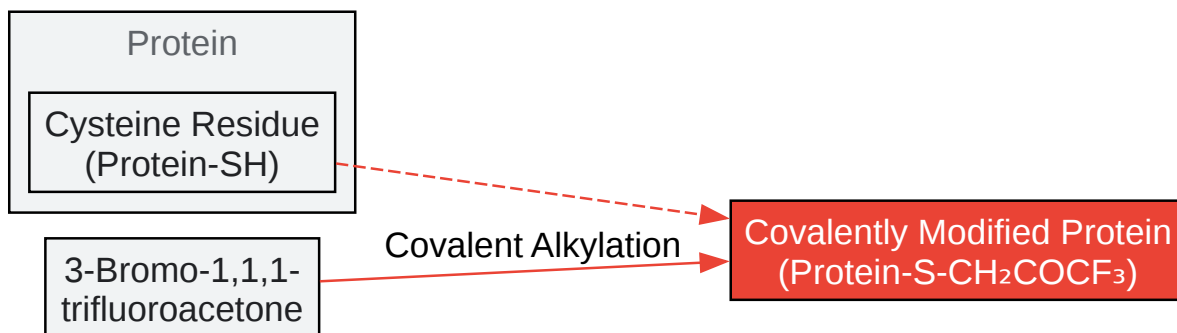 Protein
Cysteine Residue
(Protein-SH)
3-Bromo-1,1,1-
trifluoroacetone
Covalent Alkylation
Covalently Modified Protein
(Protein-S-CH₂COCF₃)